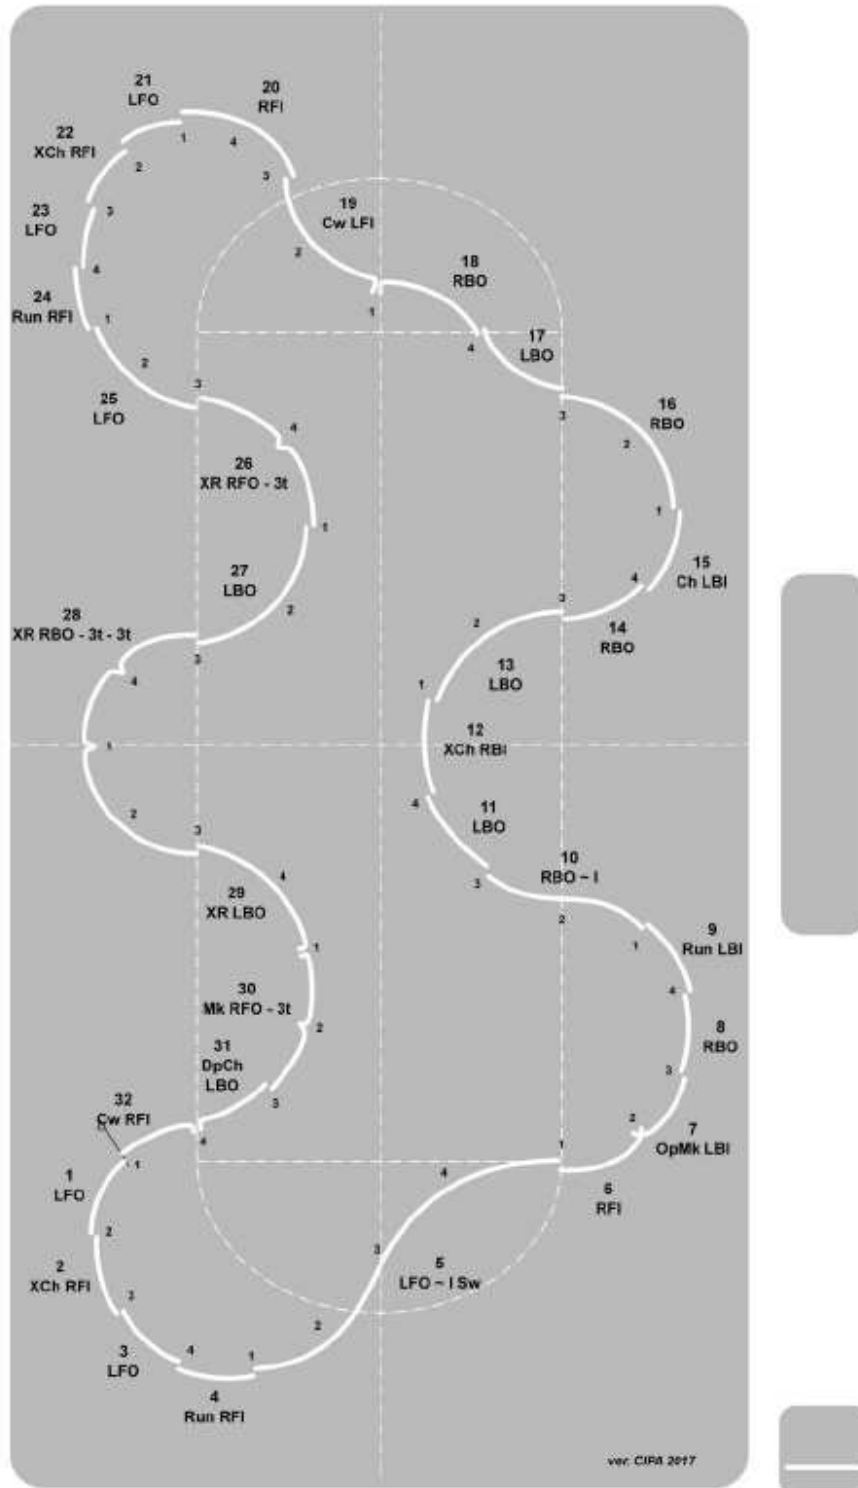 21
LFO
20
RFI
22
XCh RFI
1
4
2
3
23
LFO
3
19
Cw LFI
2
4
24
Run RFI
1
18
RBO
1
4
17
LBO
2
25
LFO
3
3
16
RBO
4
2
26
XR RFO - 3t
1
1
15
Ch LBI
27
LBO
4
2
3
28
XR RBO - 3t - 3t
2
14
RBO
3
4
13
LBO
1
12
XCh RBI
1
4
11
LBO
2
3
10
RBO ~ I
3
4
29
XR LBO
2
1
9
Run LBI
1
4
30
Mk RFO - 3t
2
8
RBO
31
DpCh
LBO
3
3
32
Cw RFI
4
2
7
OpMk LBI
1
1
1
LFO
4
6
RFI
2
2
XCh RFI
3
5
LFO ~ I Sw
3
2
3
LFO
4
1
4
Run RFI
ver. CIPA 2017